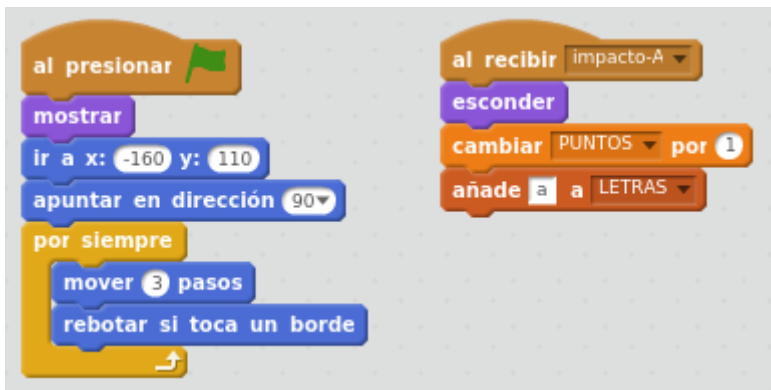 al presionar
mostrar
ir a x: -160 y: 110
apuntar en dirección 90
por siempre
mover 3 pasos
rebotar si toca un borde
al recibir impacto-A
esconder
cambiar PUNTOS por 1
añade a a LETRAS